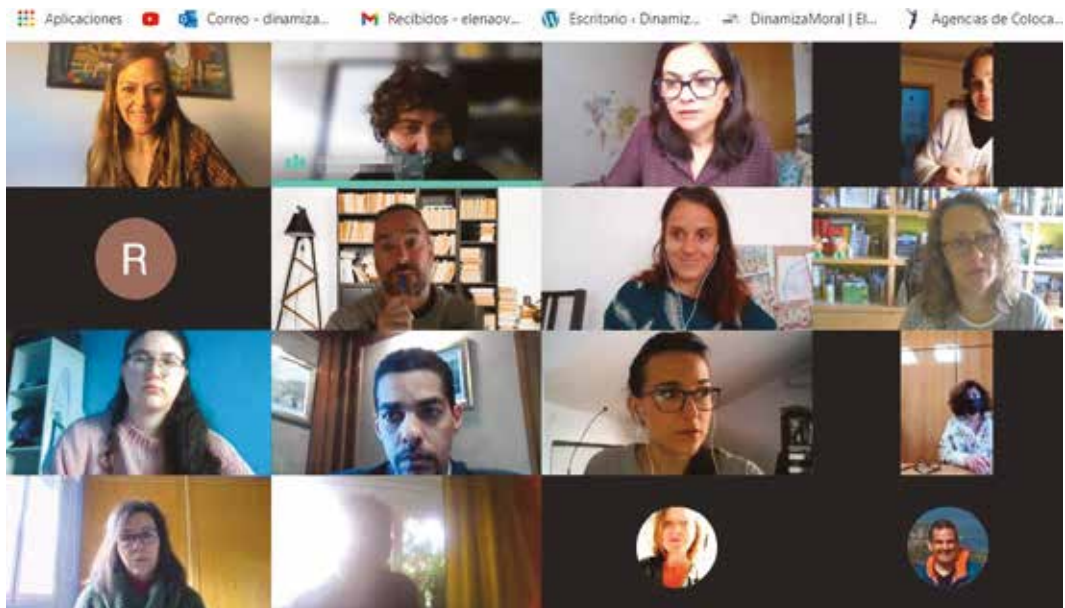 Aplicaciones Correo - dinamiza... Recibidos - elenaov... Escritorio ‹ Dinamiz... DinamizaMoral | El... Agencias de Coloca...
R